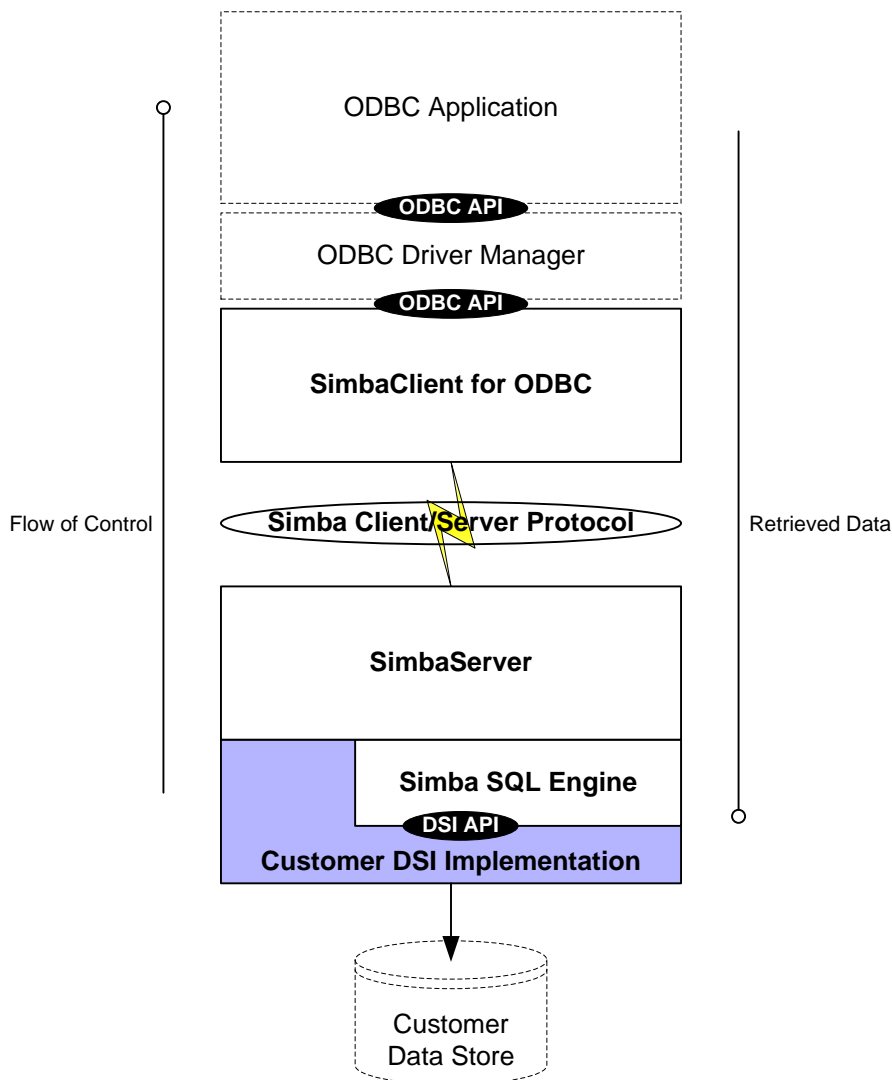 ODBC Application
ODBC API
ODBC Driver Manager
ODBC API
SimbaClient for ODBC
Flow of Control
Simba Client/Server Protocol
Retrieved Data
SimbaServer
Simba SQL Engine
DSI API
Customer DSI Implementation
Customer
Data Store